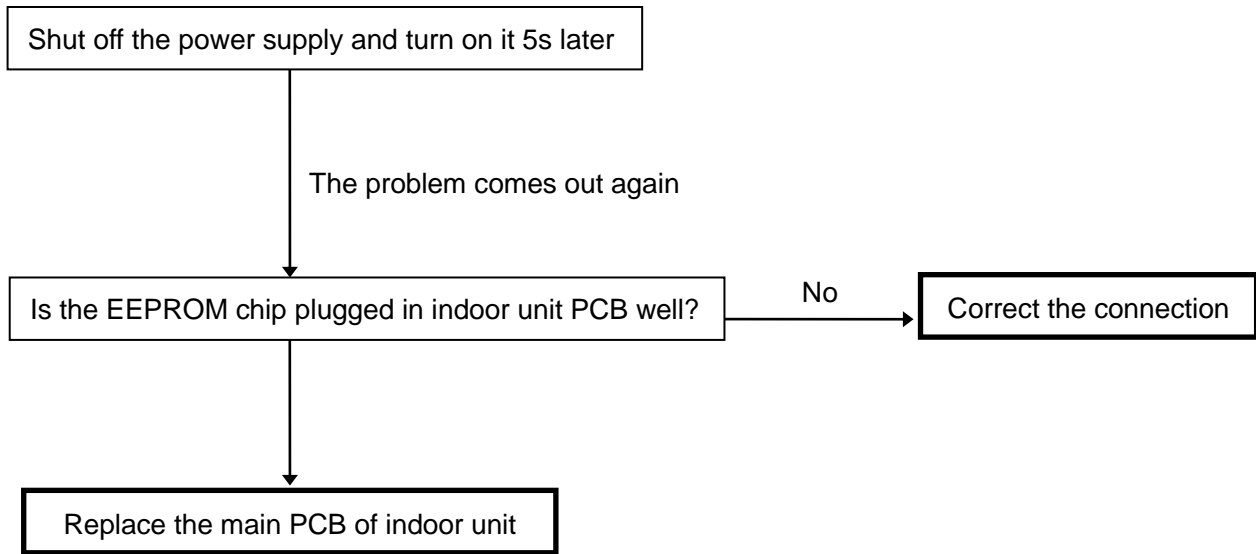 Shut off the power supply and turn on it 5s later
The problem comes out again
Is the EEPROM chip plugged in indoor unit PCB well?
No
Correct the connection
Replace the main PCB of indoor unit